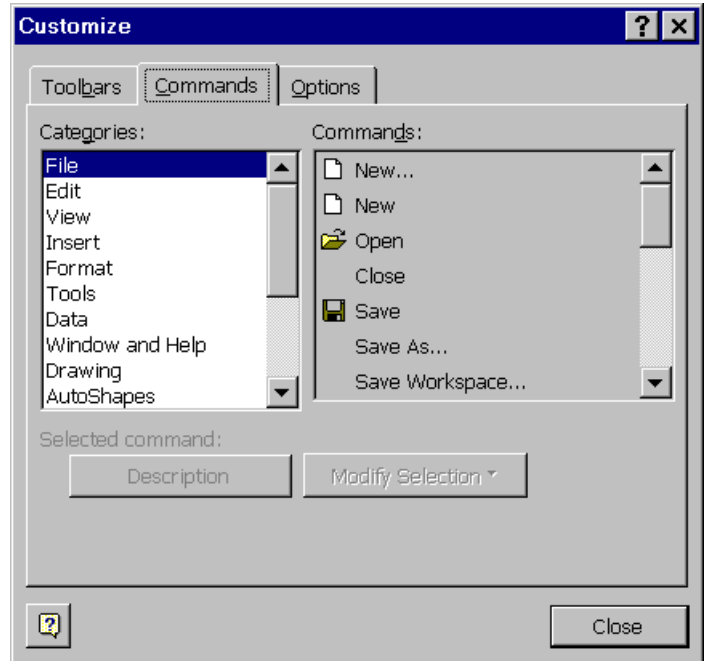 Customize
Toolbars Commands Options
Categories: Commands:
File
Edit
View
Insert
Format
Tools
Data
Window and Help
Drawing
AutoShapes
New...
New
Open
Close
Save
Save As...
Save Workspace...
Selected command:
Description Modify Selection
Close